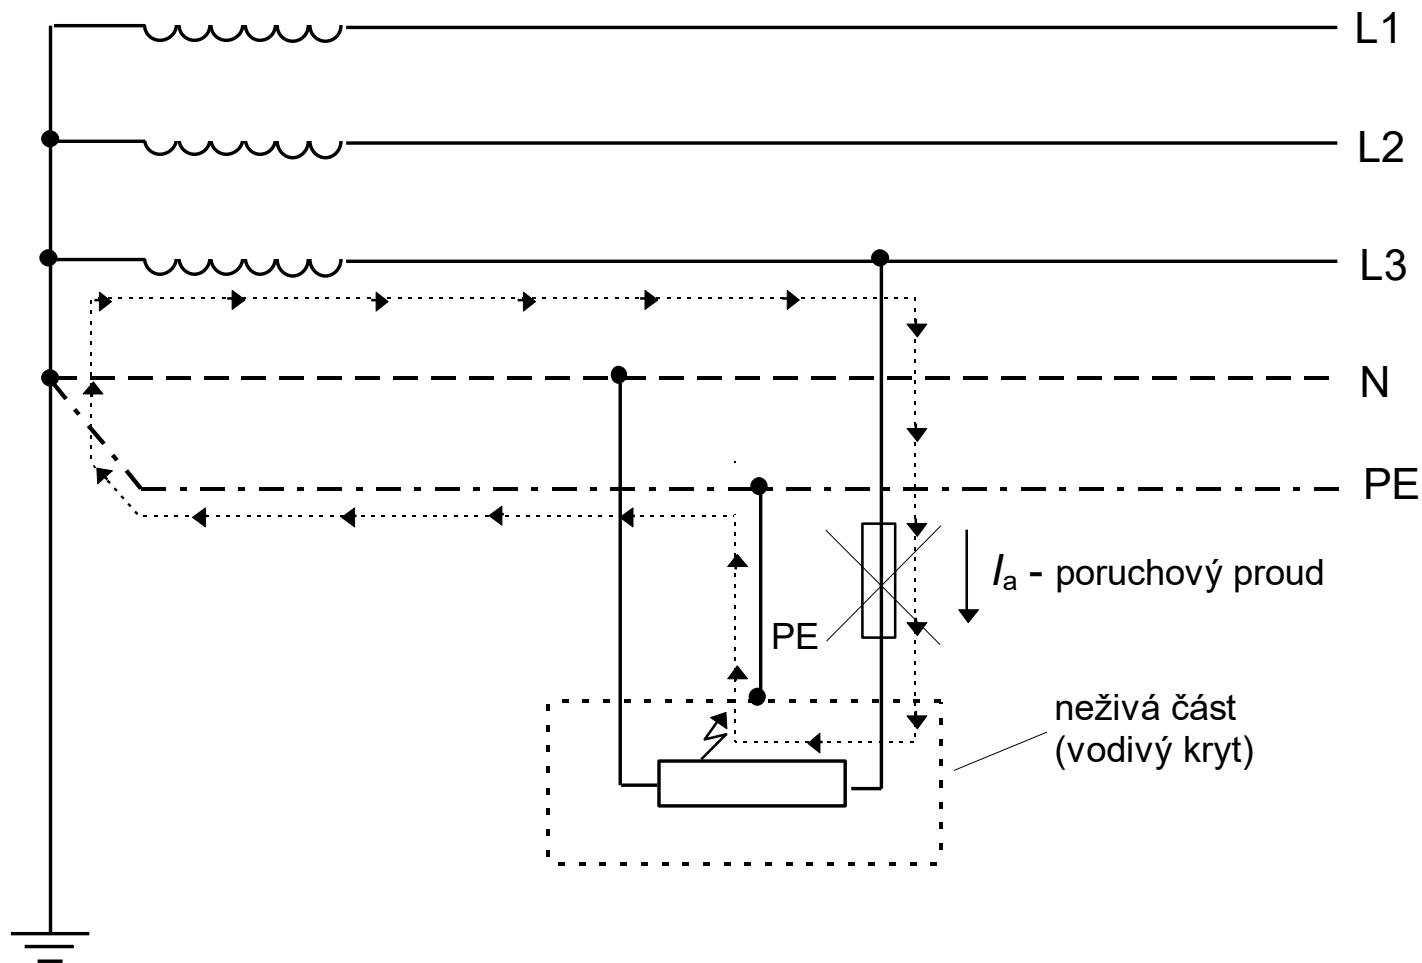 L1
L2
L3
N
PE
Ia - poruchový proud
PE
neživá část
(vodivý kryt)